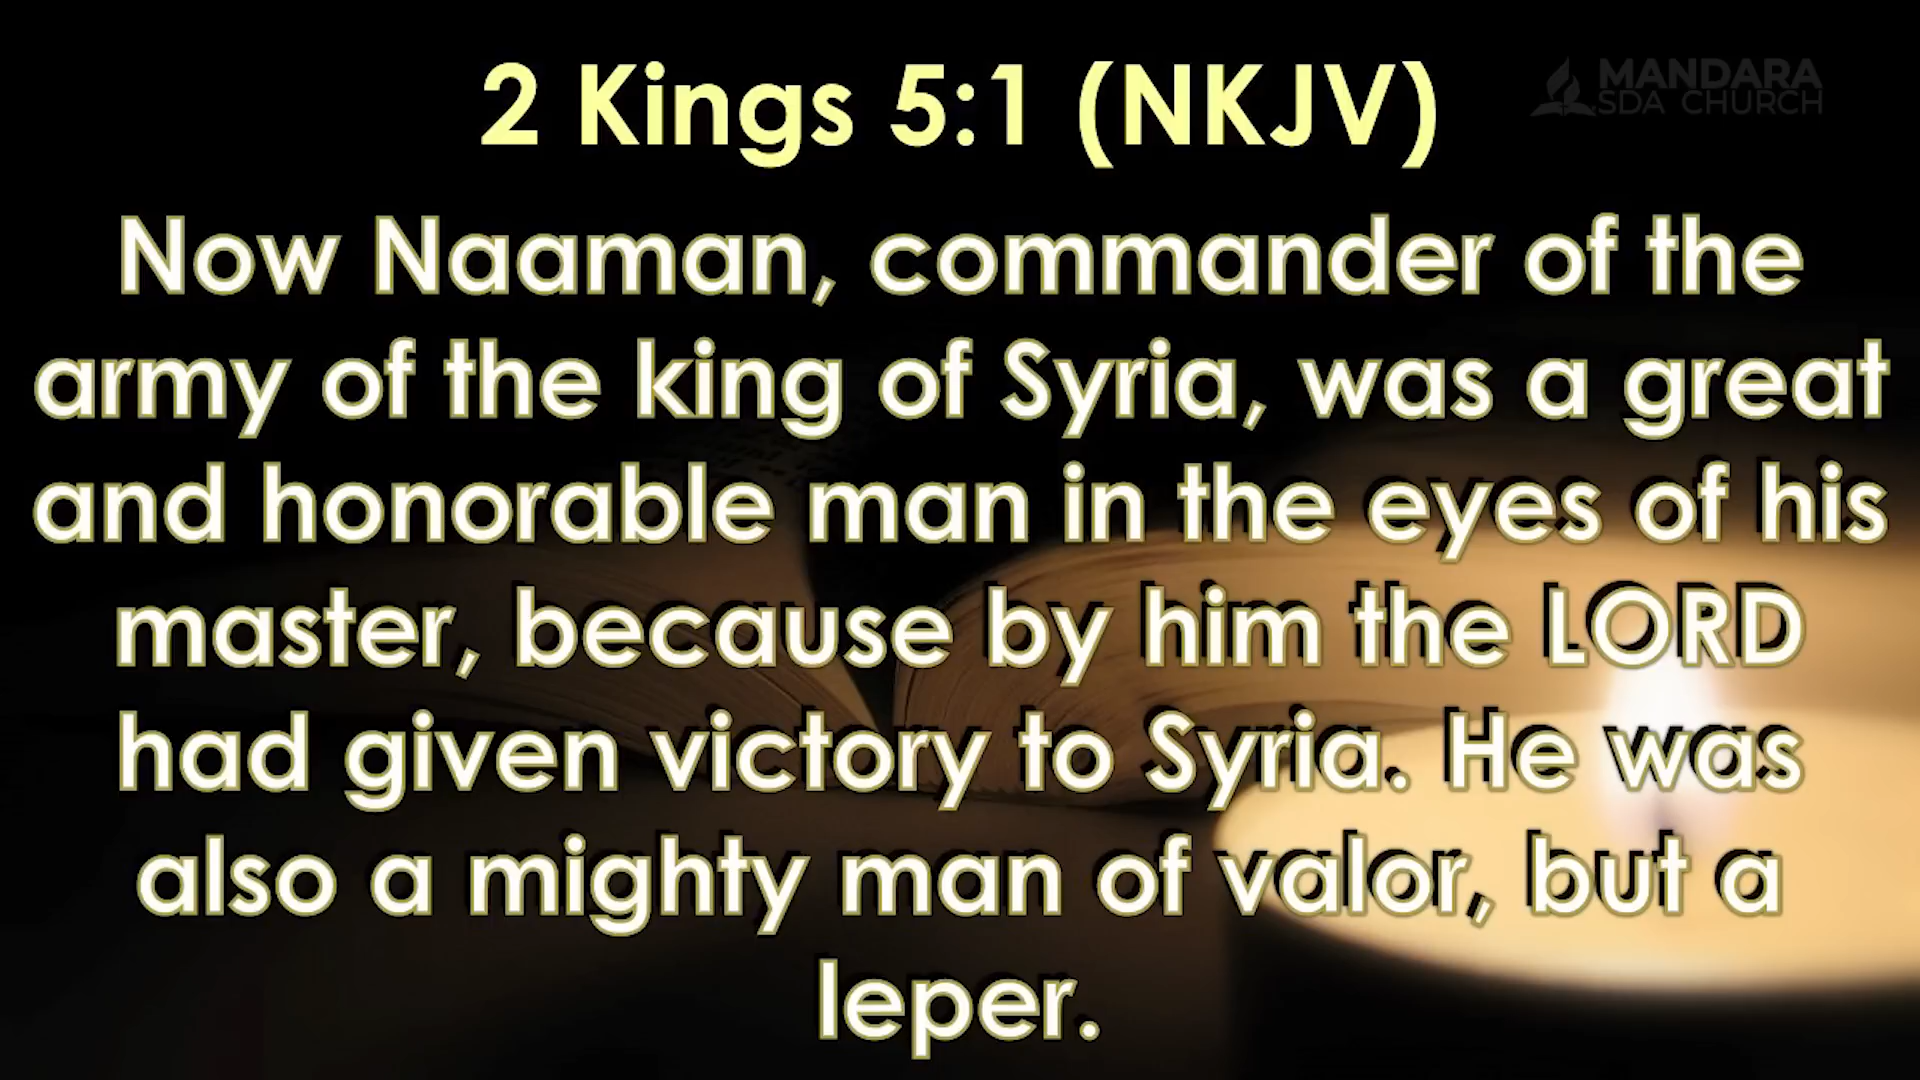 2 Kings 5:1 (NKJV)
MANDARA
SDA CHURCH
Now Naaman, commander of the
army of the king of Syria, was a great
and honorable man in the eyes of his
master, because by him the LORD
had given victory to Syria. He was
also a mighty man of valor, but a
leper.